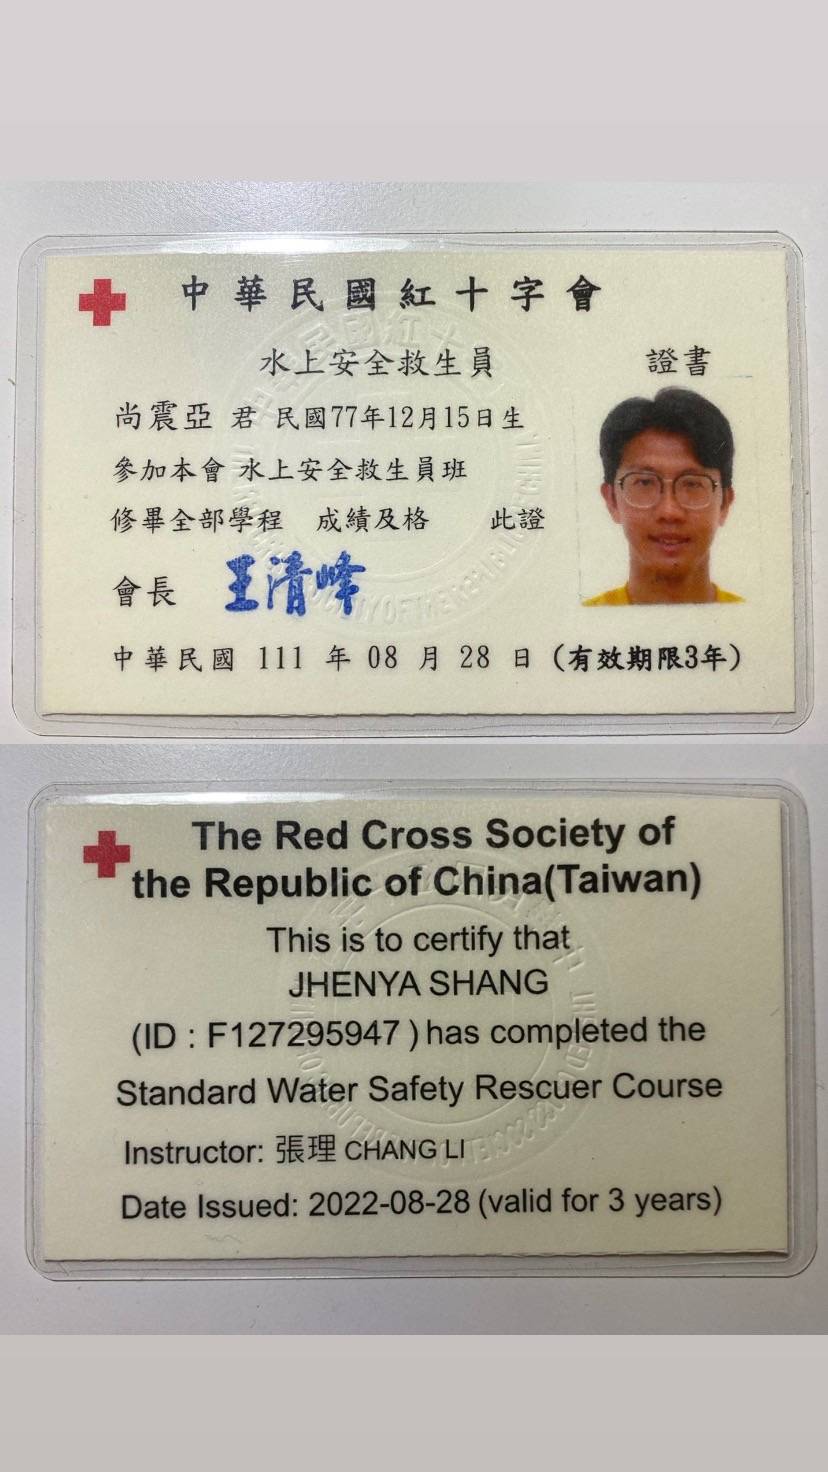 中華民國紅十字會
水上安全救生員 證書
尚震亞 君 民國77年12月15日生
參加本會 水上安全救生員班
修畢全部學程 成績及格 此證
會長 王清峰
中華民國 111 年 08 月 28 日 (有效期限3年)
The Red Cross Society of
the Republic of China(Taiwan)
This is to certify that
JHENYA SHANG
(ID : F127295947 ) has completed the
Standard Water Safety Rescuer Course
Instructor: 張理 CHANG LI
Date Issued: 2022-08-28 (valid for 3 years)